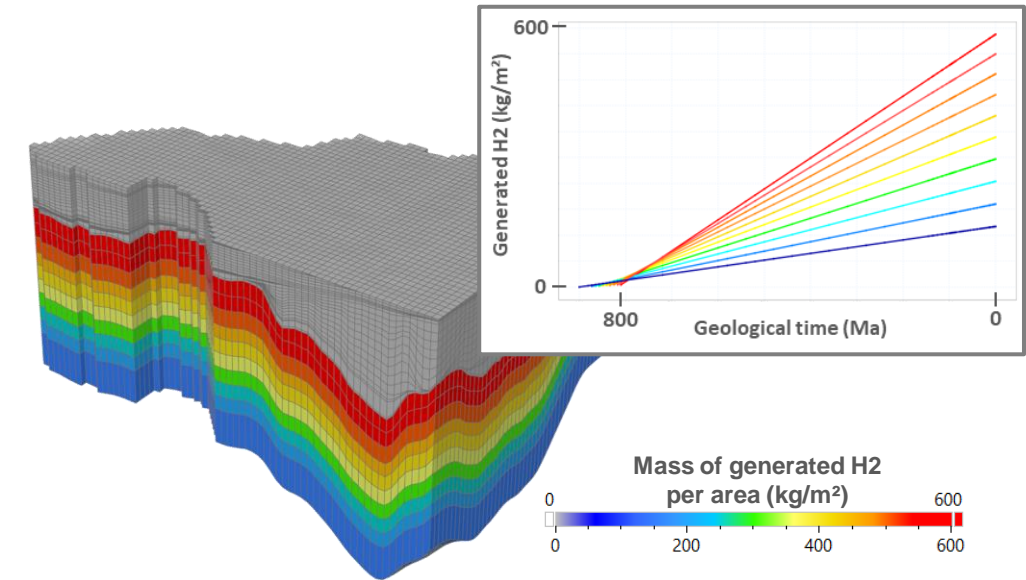 600
Generated H2 (kg/m²)
0
800
Geological time (Ma)
0
Mass of generated H2
per area (kg/m²)
0
600
0
200
400
600